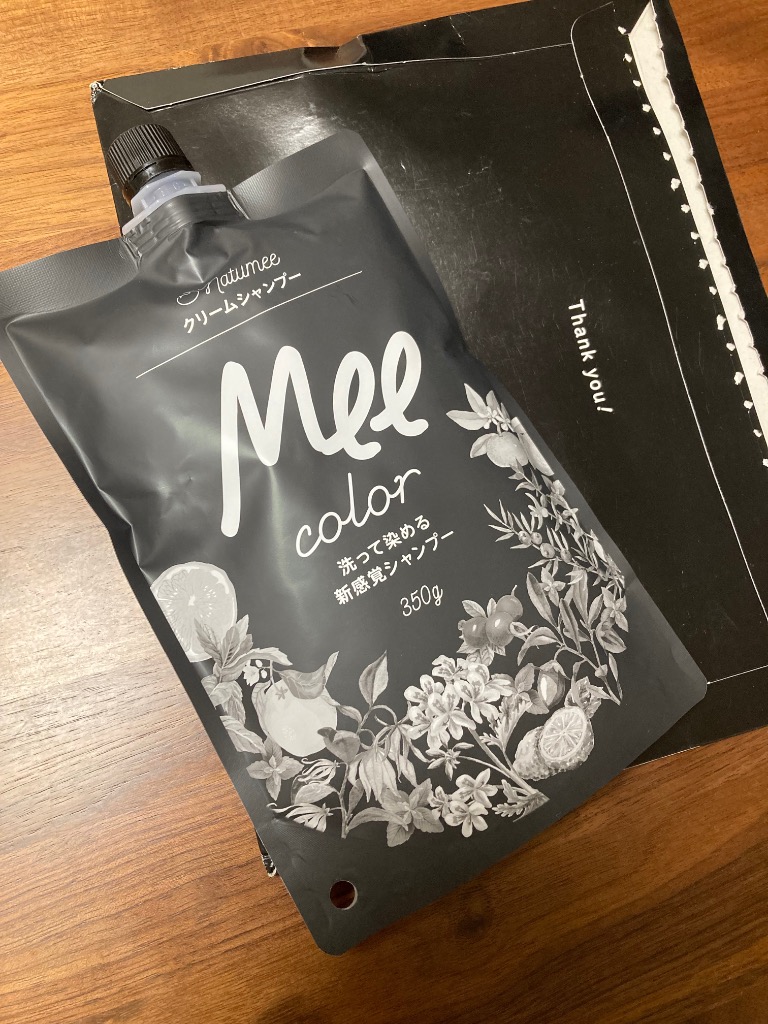 Natumee
クリームシャンプー
Mee
color
洗って染める
新感覚シャンプー
350g
Thank you!